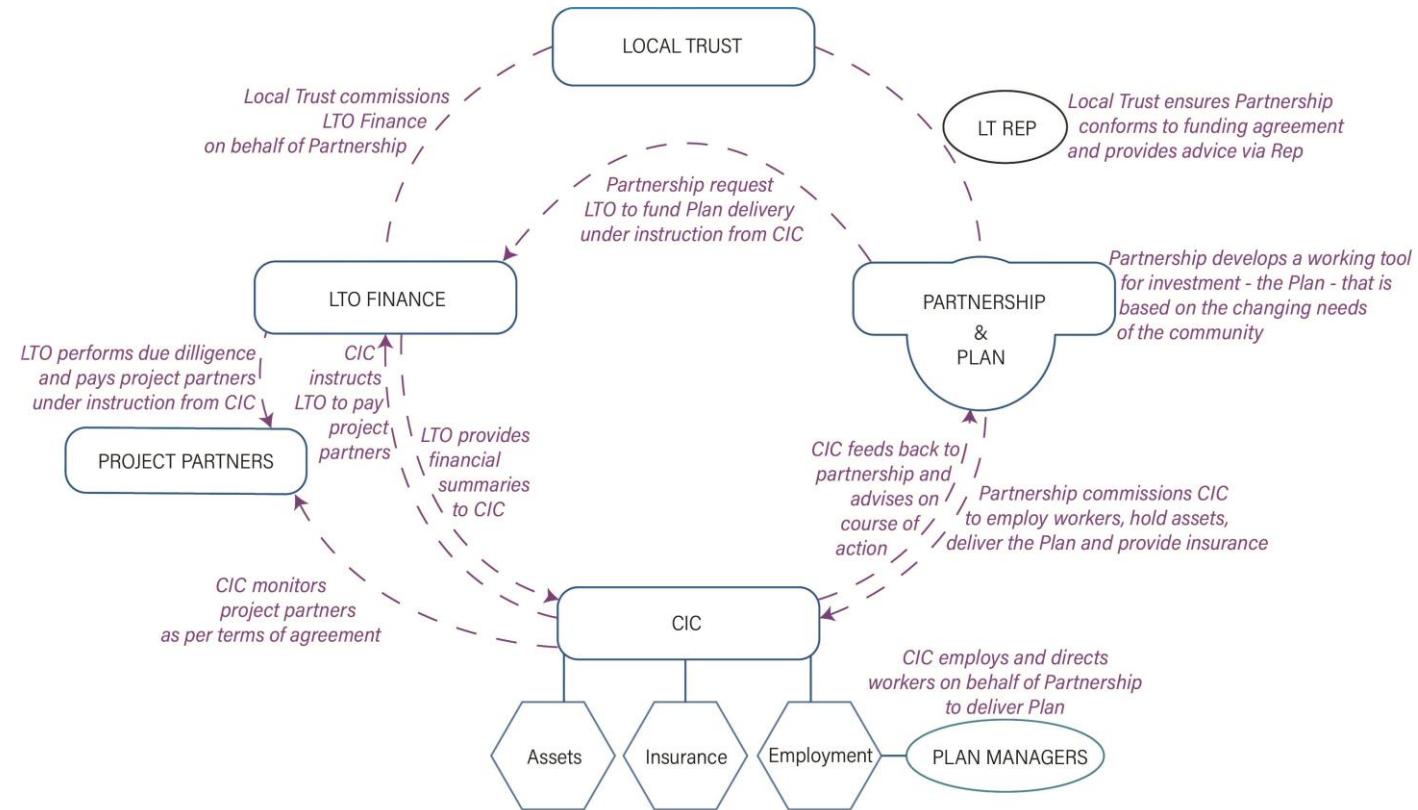 LOCAL TRUST
Local Trust commissions
LTO Finance
on behalf of Partnership
LT REP
Local Trust ensures Partnership
conforms to funding agreement
and provides advice via Rep
Partnership request
LTO to fund Plan delivery
under instruction from CIC
LTO FINANCE
PARTNERSHIP
&
PLAN
Partnership develops a working tool
for investment - the Plan - that is
based on the changing needs
of the community
LTO performs due dilligence
and pays project partners
under instruction from CIC
CIC
instructs
LTO to pay
project
partners
LTO provides
financial
summaries
to CIC
PROJECT PARTNERS
CIC feeds back to
partnership and
advises on
course of
action
Partnership commissions CIC
to employ workers, hold assets,
deliver the Plan and provide insurance
CIC monitors
project partners
as per terms of agreement
CIC
CIC employs and directs
workers on behalf of Partnership
to deliver Plan
Assets
Insurance
Employment
PLAN MANAGERS